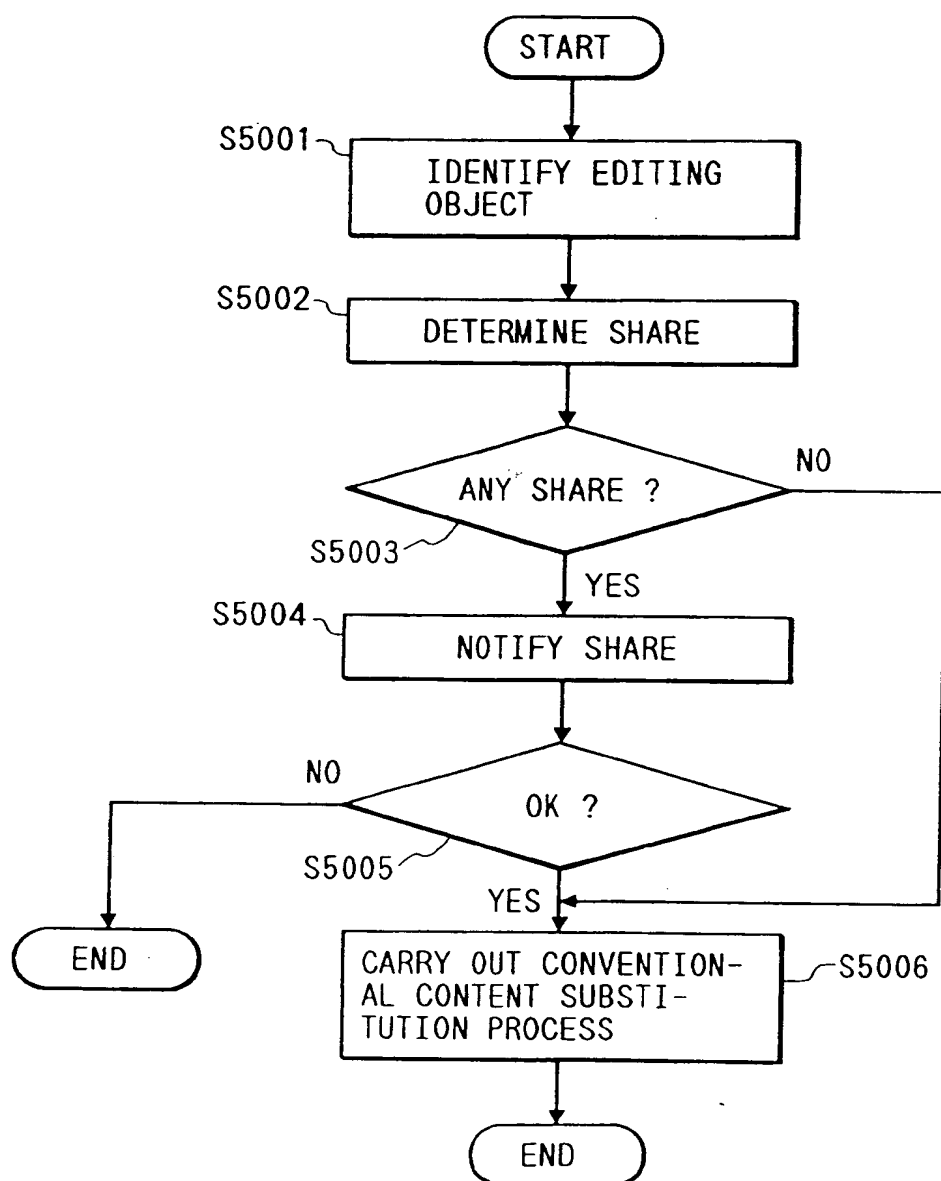 START
S5001
IDENTIFY EDITING
OBJECT
S5002
DETERMINE SHARE
ANY SHARE ?
NO
S5003
YES
S5004
NOTIFY SHARE
NO
OK ?
S5005
YES
END
CARRY OUT CONVENTION-
AL CONTENT SUBSTI-
TUTION PROCESS
S5006
END